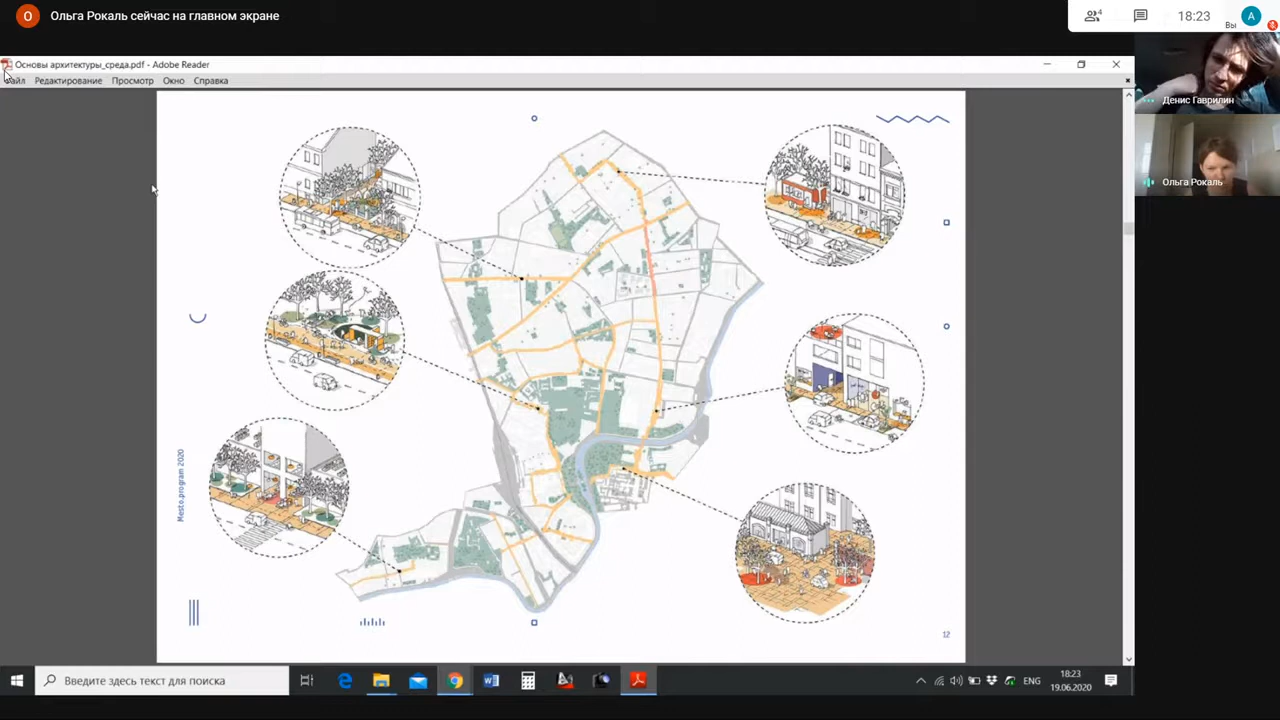 О
Ольга Рокаль сейчас на главном экране
4
18:23
Вы
А
Основы архитектуры_среда.pdf - Adobe Reader
Файл Редактирование Просмотр Окно Справка
Денис Гаврилин
Ольга Рокаль
Mesto.program 2020
12
Введите здесь текст для поиска
ENG
18:23
19.06.2020